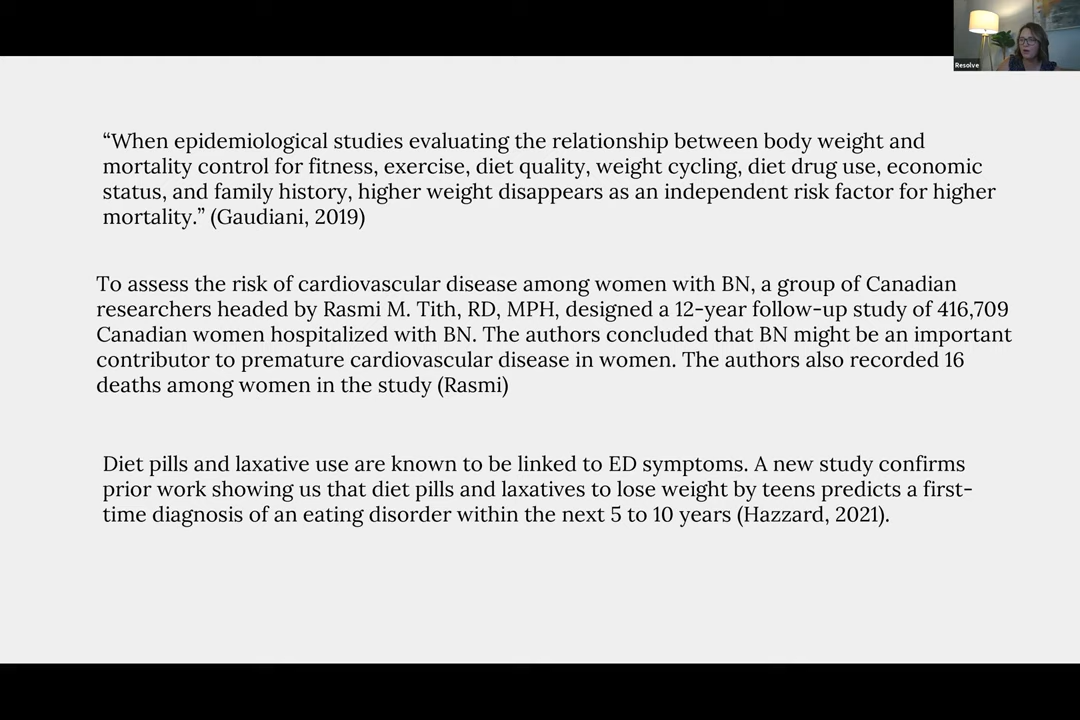 Resolve
“When epidemiological studies evaluating the relationship between body weight and
mortality control for fitness, exercise, diet quality, weight cycling, diet drug use, economic
status, and family history, higher weight disappears as an independent risk factor for higher
mortality.” (Gaudiani, 2019)
To assess the risk of cardiovascular disease among women with BN, a group of Canadian
researchers headed by Rasmi M. Tith, RD, MPH, designed a 12-year follow-up study of 416,709
Canadian women hospitalized with BN. The authors concluded that BN might be an important
contributor to premature cardiovascular disease in women. The authors also recorded 16
deaths among women in the study (Rasmi)
Diet pills and laxative use are known to be linked to ED symptoms. A new study confirms
prior work showing us that diet pills and laxatives to lose weight by teens predicts a first-
time diagnosis of an eating disorder within the next 5 to 10 years (Hazzard, 2021).